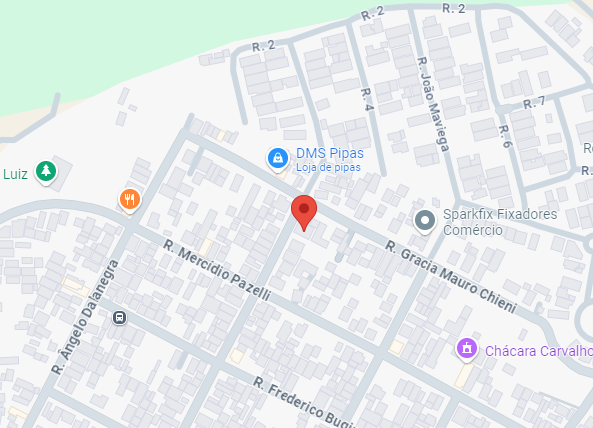 R. 2
R. 2
R. 2
R. João Maviega
R. 4
R. 7
R. 6
DMS Pipas
Loja de pipas
Luiz
R.
Sparkfix Fixadores
Comércio
R. Mercídio Pazelli
R. Gracia Mauro Chieni
R. Ângelo Dalanegra
Chácara Carvalho
R. Frederico Bugi